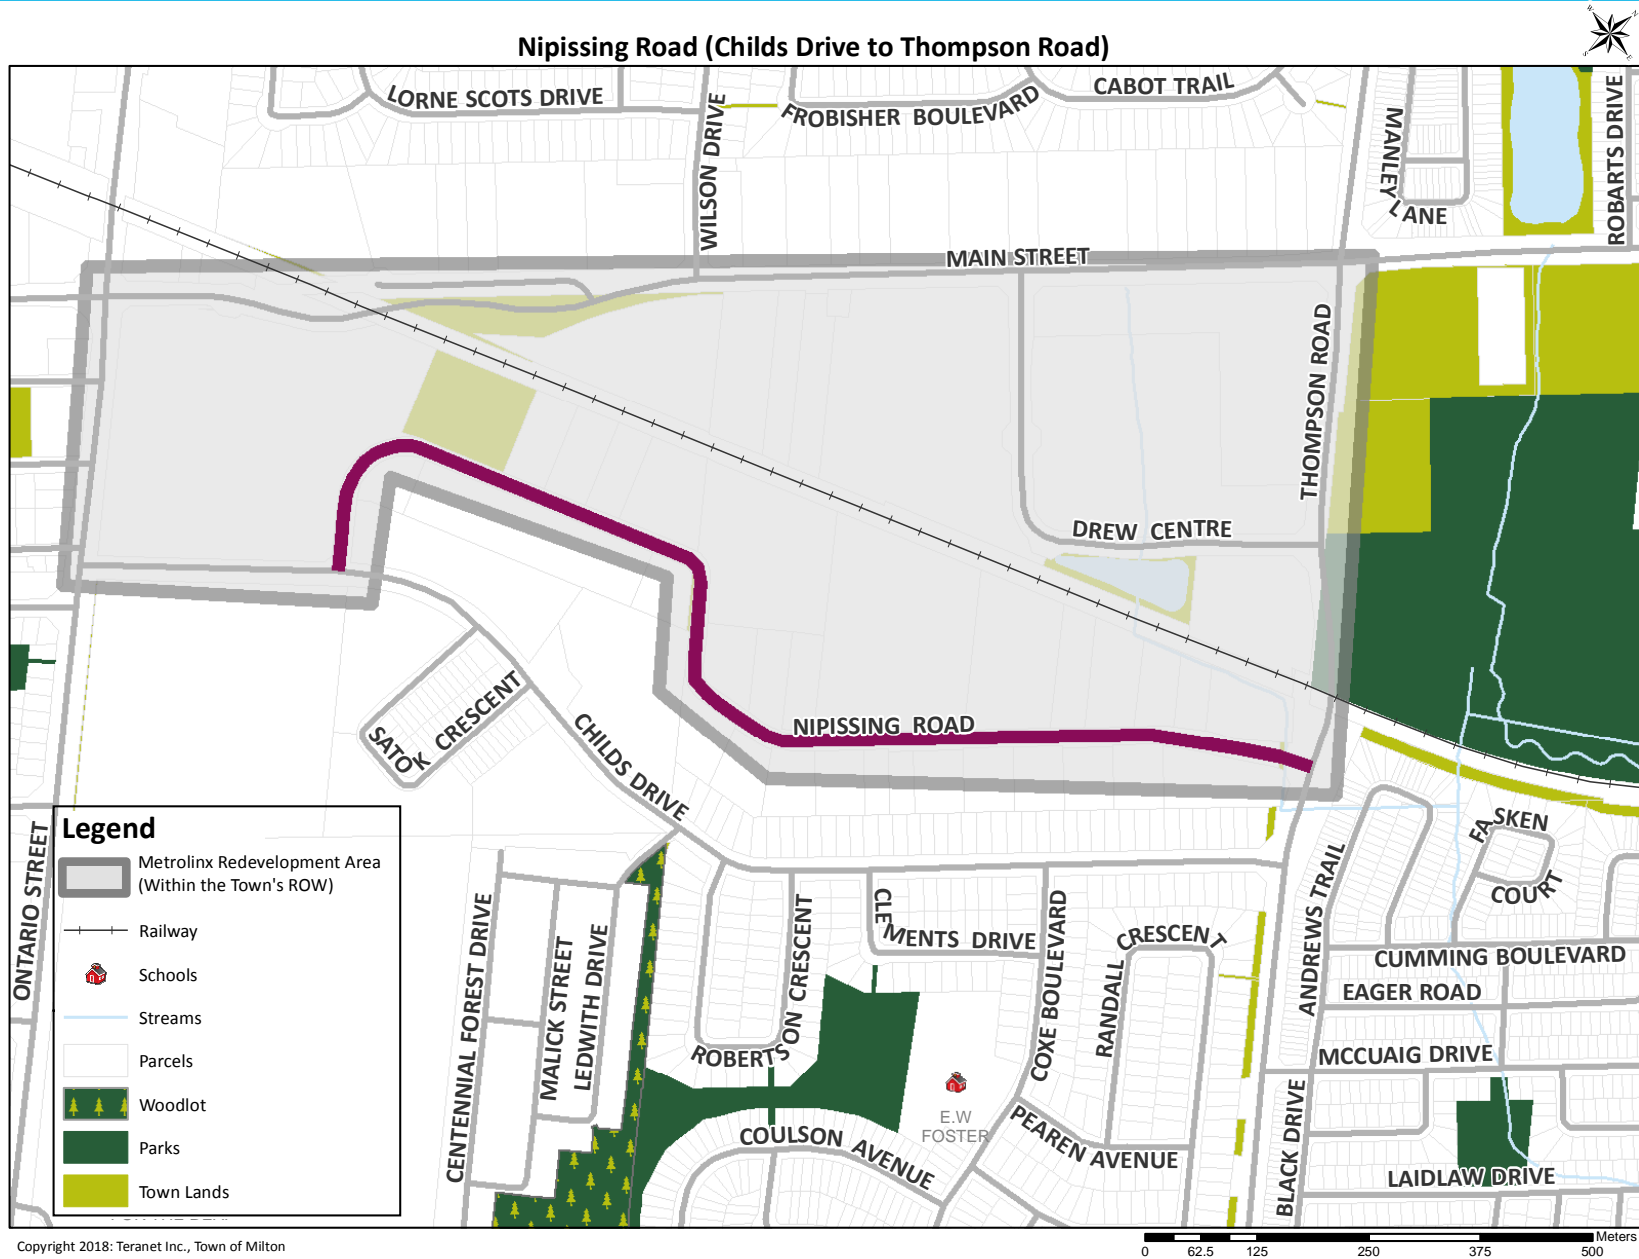 Nipissing Road (Childs Drive to Thompson Road)
W
N
S
E
LORNE SCOTS DRIVE
WILSON DRIVE
FROBISHER BOULEVARD
CABOT TRAIL
MANLEY
LANE
ROBARTS DRIVE
MAIN STREET
THOMPSON ROAD
DREW CENTRE
NIPISSING ROAD
SATOK CRESCENT
CHILDS DRIVE
FASKEN
COURT
ONTARIO STREET
CENTENNIAL FOREST DRIVE
MALICK STREET
LEDWITH DRIVE
ROBERTSON CRESCENT
CLEMENTS DRIVE
COXE BOULEVARD
RANDALL
CRESCENT
ANDREWS TRAIL
CUMMING BOULEVARD
EAGER ROAD
MCCUAIG DRIVE
BLACK DRIVE
LAIDLAW DRIVE
E.W
FOSTER
COULSON AVENUE
PEAREN AVENUE
Legend
Metrolinx Redevelopment Area
(Within the Town's ROW)
Railway
Schools
Streams
Parcels
Woodlot
Parks
Town Lands
Copyright 2018: Teranet Inc., Town of Milton
Meters
0 62.5 125 250 375 500